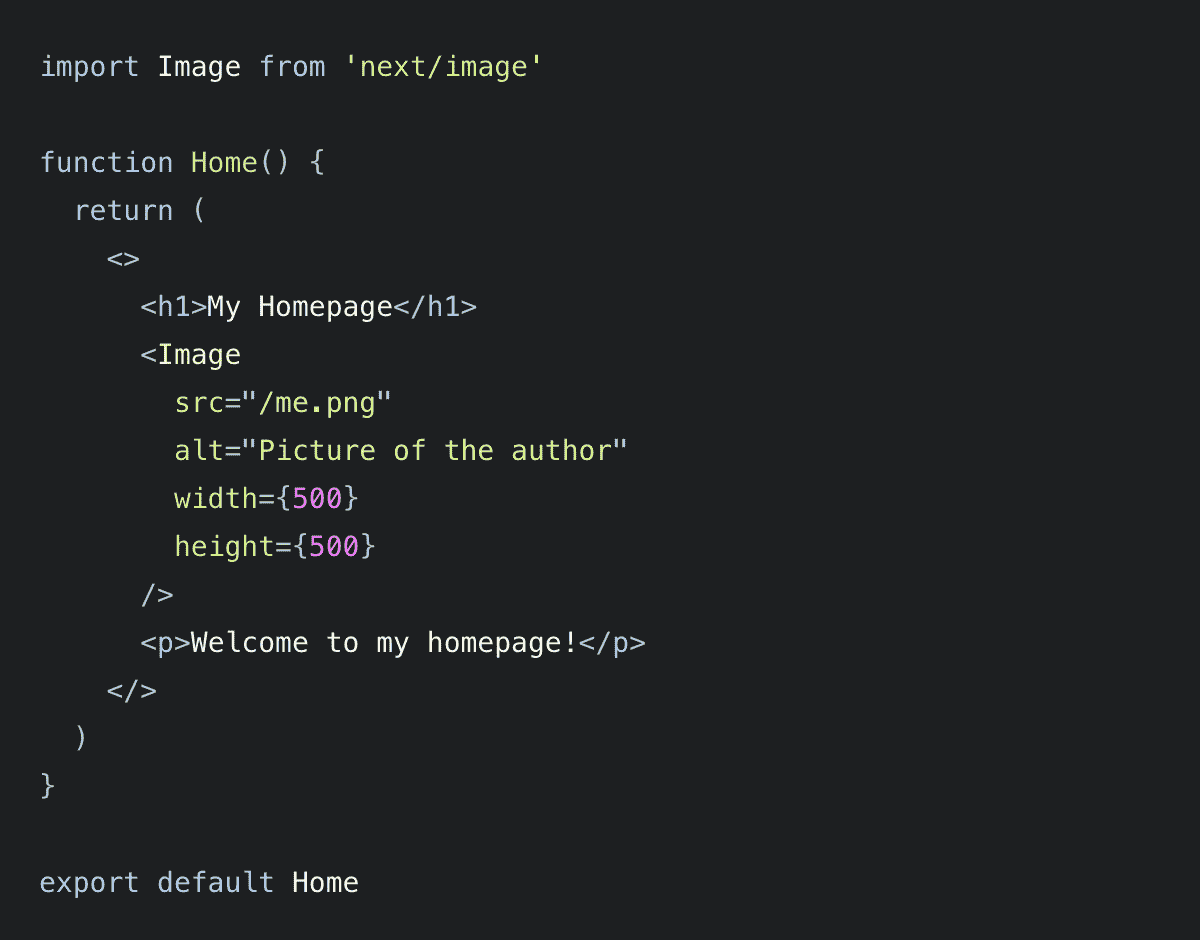 import Image from 'next/image'

function Home() {
  return (
    <>
      <h1>My Homepage</h1>
      <Image
        src="/me.png"
        alt="Picture of the author"
        width={500}
        height={500}
      />
      <p>Welcome to my homepage!</p>
    </>
  )
}

export default Home